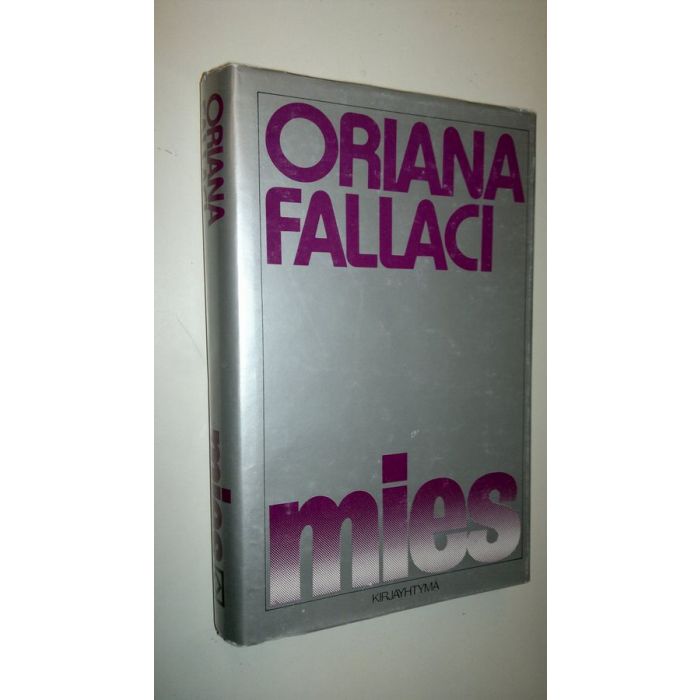 ORIANA
FALLACI
mies
KIRJAYHTYMÄ
ORIANA
mies